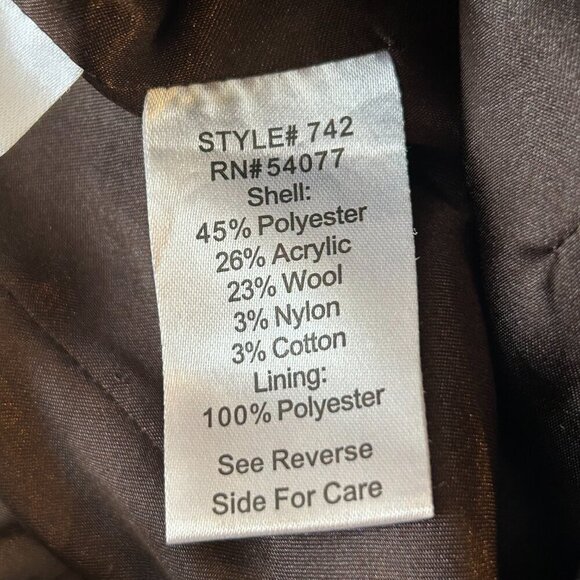 STYLE# 742
RN#54077
Shell:
45% Polyester
26% Acrylic
23% Wool
3% Nylon
3% Cotton
Lining:
100% Polyester
See Reverse
Side For Care